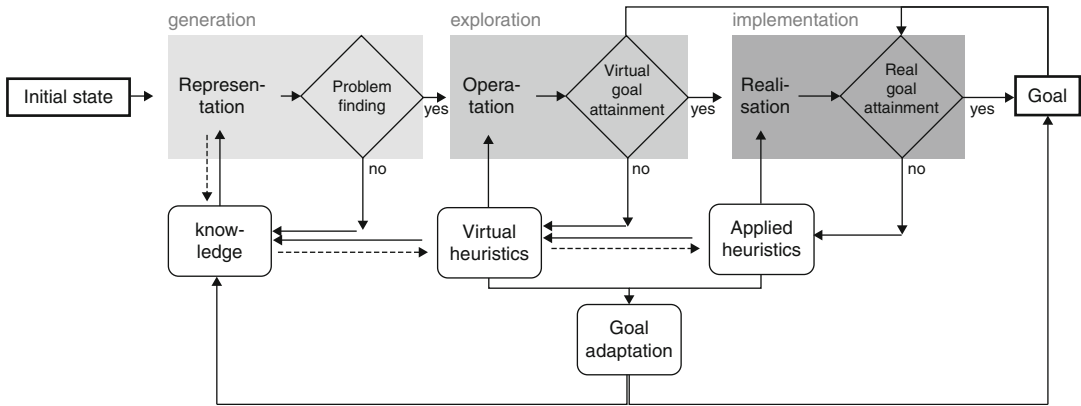 generation
exploration
implementation
Initial state
Represen-
tation
Problem
finding
yes
Opera-
tation
Virtual
goal
attainment
yes
Reali-
sation
Real
goal
attainment
yes
Goal
no
no
no
know-
ledge
Virtual
heuristics
Applied
heuristics
Goal
adaptation